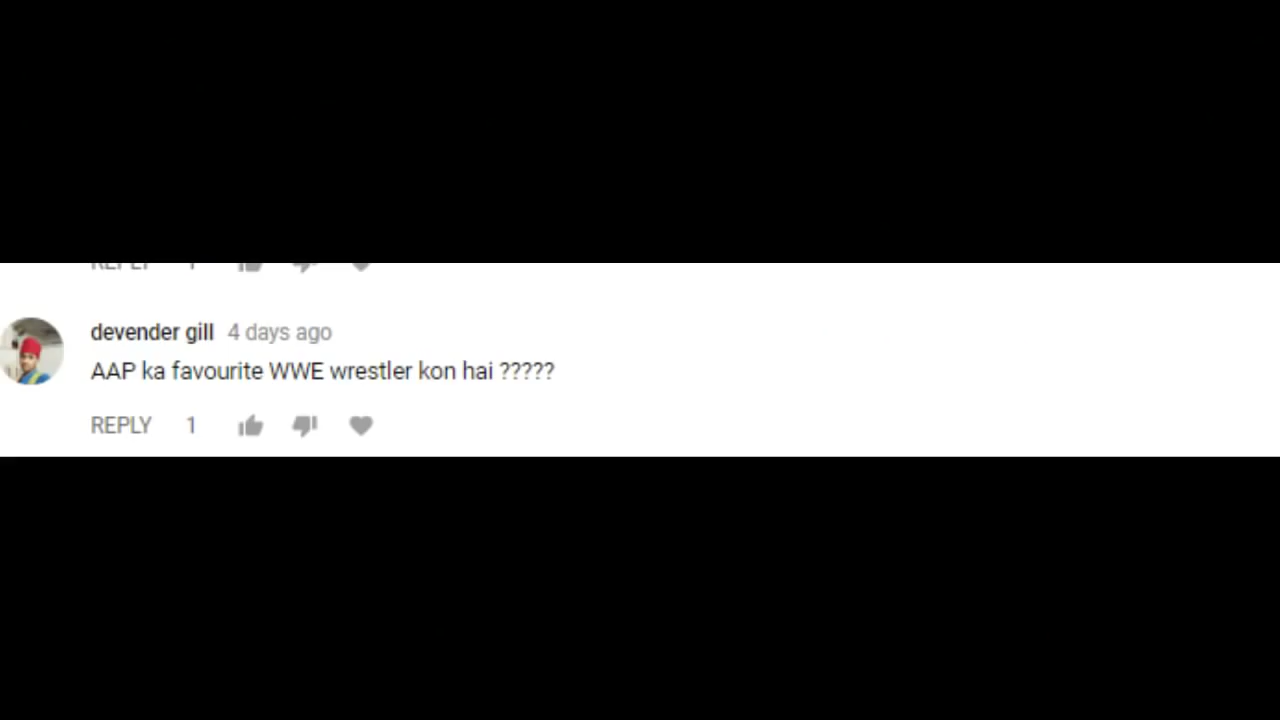 devender gill 4 days ago
AAP ka favourite WWE wrestler kon hai ?????
REPLY 1